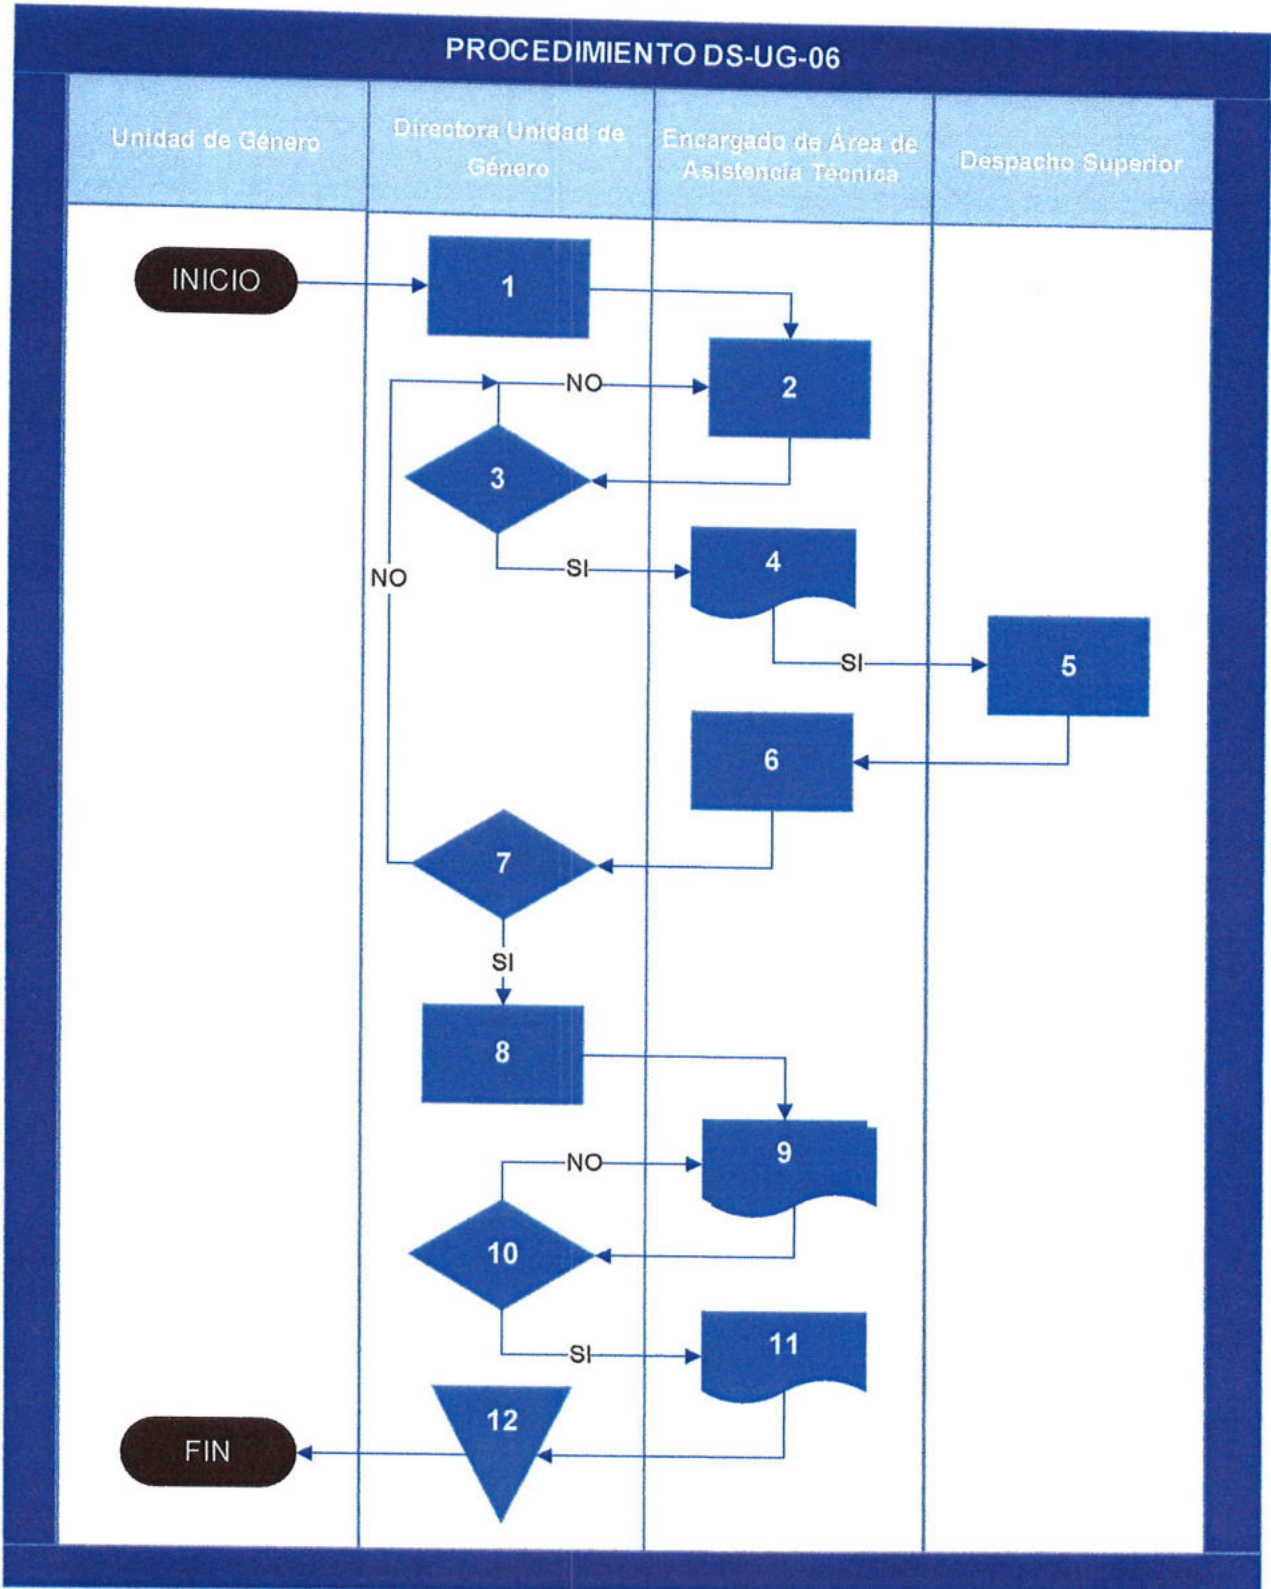 PROCEDIMIENTO DS-UG-06
Unidad de Género
Directora Unidad de
Género
Encargado de Área de
Asistencia Técnica
Despacho Superior
INICIO
1
NO
2
3
SI
4
NO
SI
5
6
7
SI
8
NO
9
10
SI
11
12
FIN